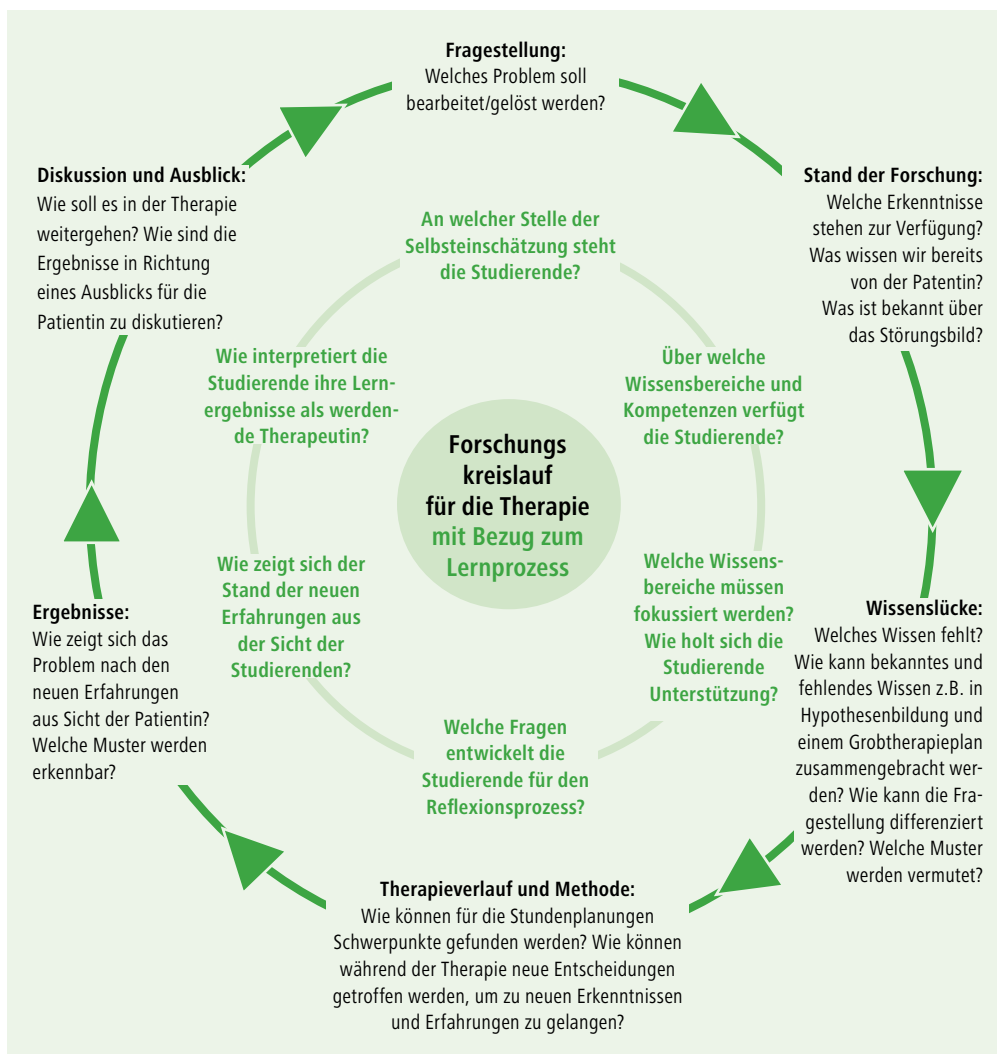 Fragestellung:
Welches Problem soll
bearbeitet/gelöst werden?
Stand der Forschung:
Welche Erkenntnisse
stehen zur Verfügung?
Was wissen wir bereits
von der Patentin?
Was ist bekannt über
das Störungsbild?
Wissenslücke:
Welches Wissen fehlt?
Wie kann bekanntes und
fehlendes Wissen z.B. in
Hypothesenbildung und
einem Grobtherapieplan
zusammengebracht wer-
den? Wie kann die Fra-
gestellung differenziert
werden? Welche Muster
werden vermutet?
Therapieverlauf und Methode:
Wie können für die Stundenplanungen
Schwerpunkte gefunden werden? Wie können
während der Therapie neue Entscheidungen
getroffen werden, um zu neuen Erkenntnissen
und Erfahrungen zu gelangen?
Ergebnisse:
Wie zeigt sich das
Problem nach den
neuen Erfahrungen
aus Sicht der Patientin?
Welche Muster werden
erkennbar?
Diskussion und Ausblick:
Wie soll es in der Therapie
weitergehen? Wie sind die
Ergebnisse in Richtung
eines Ausblicks für die
Patientin zu diskutieren?
An welcher Stelle der
Selbsteinschätzung steht
die Studierende?
Über welche
Wissensbereiche und
Kompetenzen verfügt
die Studierende?
Welche Wissens-
bereiche müssen
fokussiert werden?
Wie holt sich die
Studierende
Unterstützung?
Welche Fragen
entwickelt die
Studierende für den
Reflexionsprozess?
Wie zeigt sich der
Stand der neuen
Erfahrungen aus
der Sicht der
Studierenden?
Wie interpretiert die
Studierende ihre Lern-
ergebnisse als werden-
de Therapeutin?
Forschungs
kreislauf
für die Therapie
mit Bezug zum
Lernprozess